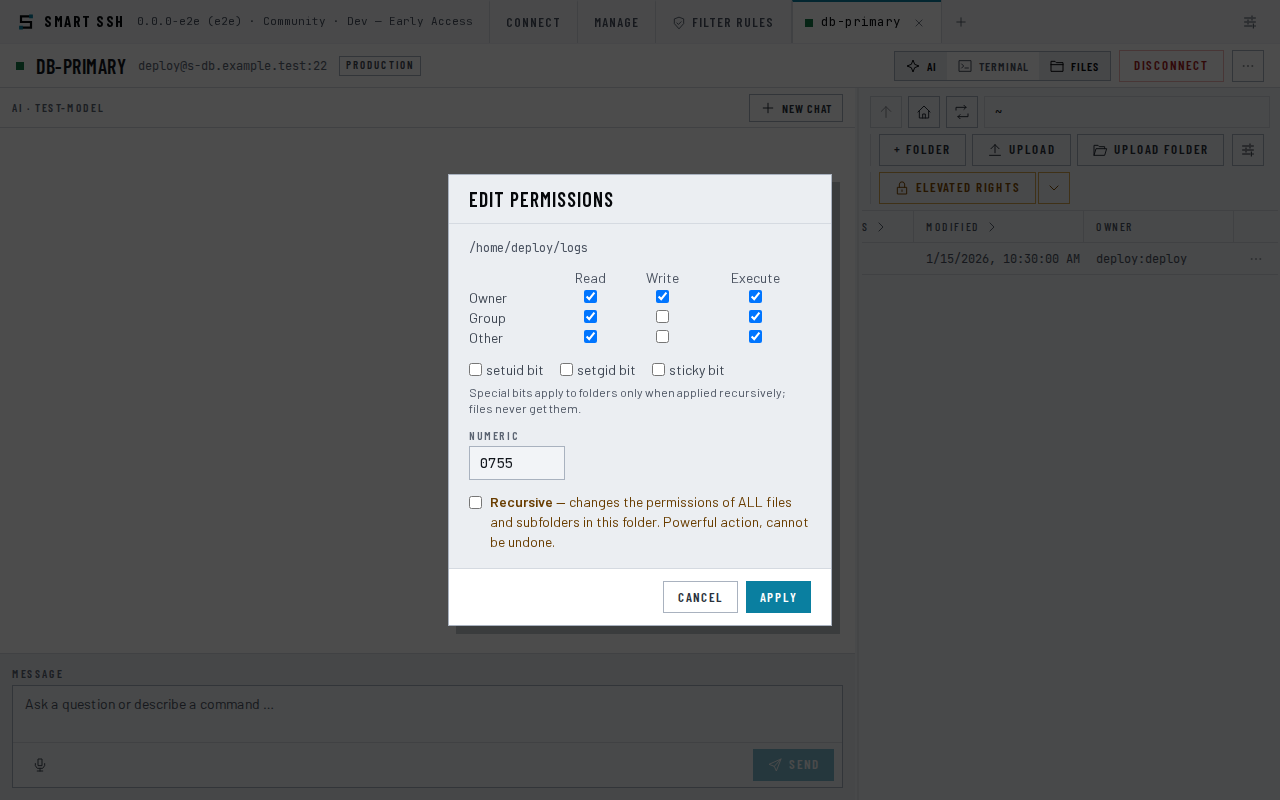 SMART SSH 0.0.0-e2e (e2e) · Community · Dev — Early Access CONNECT MANAGE FILTER RULES db-primary
DB-PRIMARY deploy@s-db.example.test:22 PRODUCTION AI TERMINAL FILES DISCONNECT
AI · TEST-MODEL NEW CHAT ~
+ FOLDER UPLOAD UPLOAD FOLDER
ELEVATED RIGHTS
S MODIFIED OWNER
1/15/2026, 10:30:00 AM deploy:deploy
EDIT PERMISSIONS
/home/deploy/logs
Read Write Execute
Owner
Group
Other
setuid bit setgid bit sticky bit
Special bits apply to folders only when applied recursively;
files never get them.
NUMERIC
0755
Recursive — changes the permissions of ALL files
and subfolders in this folder. Powerful action, cannot
be undone.
CANCEL APPLY
MESSAGE
Ask a question or describe a command ...
SEND